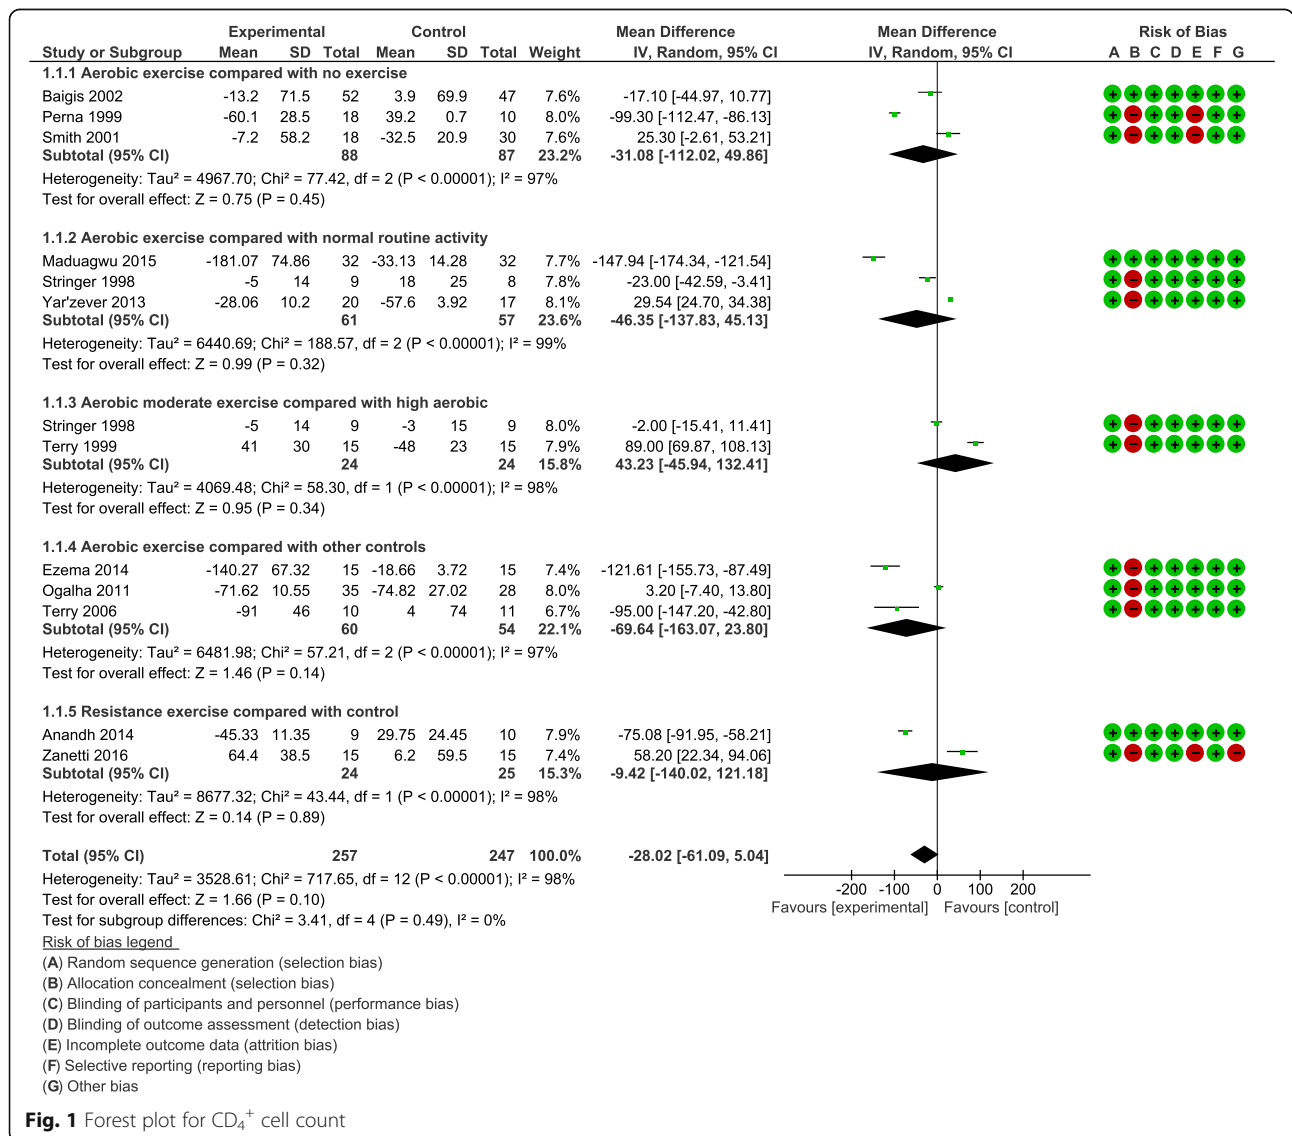 Experimental Control Mean Difference Mean Difference Risk of Bias
Study or Subgroup Mean SD Total Mean SD Total Weight IV, Random, 95% CI IV, Random, 95% CI A B C D E F G
1.1.1 Aerobic exercise compared with no exercise
Baigis 2002 -13.2 71.5 52 3.9 69.9 47 7.6% -17.10 [-44.97, 10.77] + + + + + + +
Perna 1999 -60.1 28.5 18 39.2 0.7 10 8.0% -99.30 [-112.47, -86.13] + − + + − + +
Smith 2001 -7.2 58.2 18 -32.5 20.9 30 7.6% 25.30 [-2.61, 53.21] + − + + − + +
Subtotal (95% CI) 88 87 23.2% -31.08 [-112.02, 49.86]
Heterogeneity: Tau² = 4967.70; Chi² = 77.42, df = 2 (P < 0.00001); I² = 97%
Test for overall effect: Z = 0.75 (P = 0.45)
1.1.2 Aerobic exercise compared with normal routine activity
Maduagwu 2015 -181.07 74.86 32 -33.13 14.28 32 7.7% -147.94 [-174.34, -121.54] + + + + + + +
Stringer 1998 -5 14 9 18 25 8 7.8% -23.00 [-42.59, -3.41] + − + + + + +
Yar'zever 2013 -28.06 10.2 20 -57.6 3.92 17 8.1% 29.54 [24.70, 34.38] + − + + + + +
Subtotal (95% CI) 61 57 23.6% -46.35 [-137.83, 45.13]
Heterogeneity: Tau² = 6440.69; Chi² = 188.57, df = 2 (P < 0.00001); I² = 99%
Test for overall effect: Z = 0.99 (P = 0.32)
1.1.3 Aerobic moderate exercise compared with high aerobic
Stringer 1998 -5 14 9 -3 15 9 8.0% -2.00 [-15.41, 11.41] + − + + + + +
Terry 1999 41 30 15 -48 23 15 7.9% 89.00 [69.87, 108.13] + − + + + + +
Subtotal (95% CI) 24 24 15.8% 43.23 [-45.94, 132.41]
Heterogeneity: Tau² = 4069.48; Chi² = 58.30, df = 1 (P < 0.00001); I² = 98%
Test for overall effect: Z = 0.95 (P = 0.34)
1.1.4 Aerobic exercise compared with other controls
Ezema 2014 -140.27 67.32 15 -18.66 3.72 15 7.4% -121.61 [-155.73, -87.49] + − + + + + +
Ogalha 2011 -71.62 10.55 35 -74.82 27.02 28 8.0% 3.20 [-7.40, 13.80] + − + + + + +
Terry 2006 -91 46 10 4 74 11 6.7% -95.00 [-147.20, -42.80] + − + + + + +
Subtotal (95% CI) 60 54 22.1% -69.64 [-163.07, 23.80]
Heterogeneity: Tau² = 6481.98; Chi² = 57.21, df = 2 (P < 0.00001); I² = 97%
Test for overall effect: Z = 1.46 (P = 0.14)
1.1.5 Resistance exercise compared with control
Anandh 2014 -45.33 11.35 9 29.75 24.45 10 7.9% -75.08 [-91.95, -58.21] + + + + + + +
Zanetti 2016 64.4 38.5 15 6.2 59.5 15 7.4% 58.20 [22.34, 94.06] + − + + − + −
Subtotal (95% CI) 24 25 15.3% -9.42 [-140.02, 121.18]
Heterogeneity: Tau² = 8677.32; Chi² = 43.44, df = 1 (P < 0.00001); I² = 98%
Test for overall effect: Z = 0.14 (P = 0.89)
Total (95% CI) 257 247 100.0% -28.02 [-61.09, 5.04]
Heterogeneity: Tau² = 3528.61; Chi² = 717.65, df = 12 (P < 0.00001); I² = 98%
Test for overall effect: Z = 1.66 (P = 0.10)
Test for subgroup differences: Chi² = 3.41, df = 4 (P = 0.49), I² = 0%
-200 -100 0 100 200
Favours [experimental] Favours [control]
Risk of bias legend
(A) Random sequence generation (selection bias)
(B) Allocation concealment (selection bias)
(C) Blinding of participants and personnel (performance bias)
(D) Blinding of outcome assessment (detection bias)
(E) Incomplete outcome data (attrition bias)
(F) Selective reporting (reporting bias)
(G) Other bias
Fig. 1 Forest plot for CD₄⁺ cell count